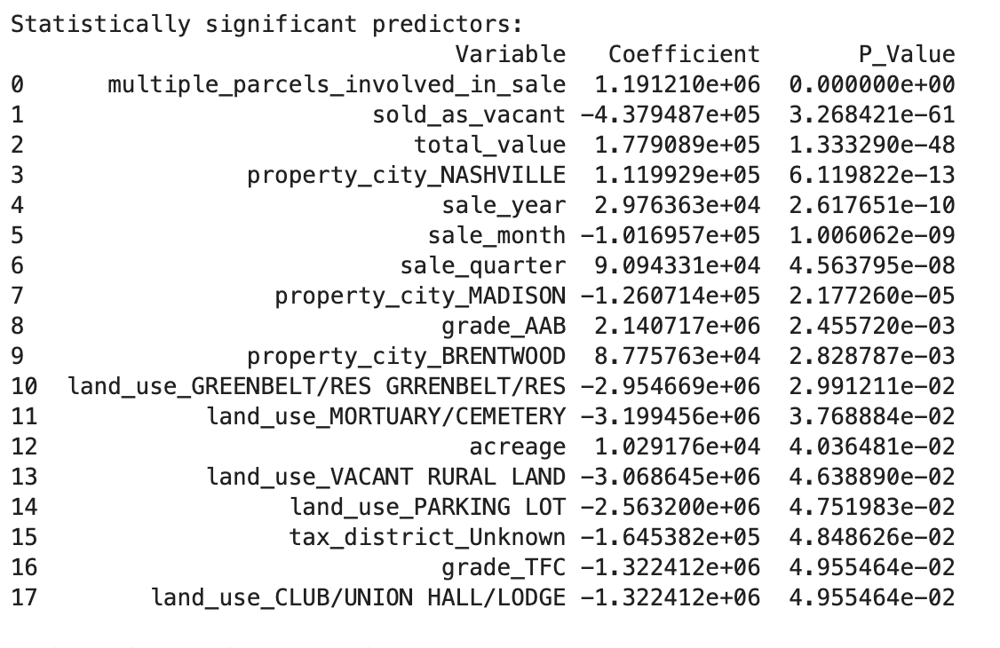 Statistically significant predictors:
Variable Coefficient P_Value
0 multiple_parcels_involved_in_sale 1.191210e+06 0.000000e+00
1 sold_as_vacant -4.379487e+05 3.268421e-61
2 total_value 1.779089e+05 1.333290e-48
3 property_city_NASHVILLE 1.119929e+05 6.119822e-13
4 sale_year 2.976363e+04 2.617651e-10
5 sale_month -1.016957e+05 1.006062e-09
6 sale_quarter 9.094331e+04 4.563795e-08
7 property_city_MADISON -1.260714e+05 2.177260e-05
8 grade_AAB 2.140717e+06 2.455720e-03
9 property_city_BRENTWOOD 8.775763e+04 2.828787e-03
10 land_use_GREENBELT/RES GRRENBELT/RES -2.954669e+06 2.991211e-02
11 land_use_MORTUARY/CEMETERY -3.199456e+06 3.768884e-02
12 acreage 1.029176e+04 4.036481e-02
13 land_use_VACANT RURAL LAND -3.068645e+06 4.638890e-02
14 land_use_PARKING LOT -2.563200e+06 4.751983e-02
15 tax_district_Unknown -1.645382e+05 4.848626e-02
16 grade_TFC -1.322412e+06 4.955464e-02
17 land_use_CLUB/UNION HALL/LODGE -1.322412e+06 4.955464e-02